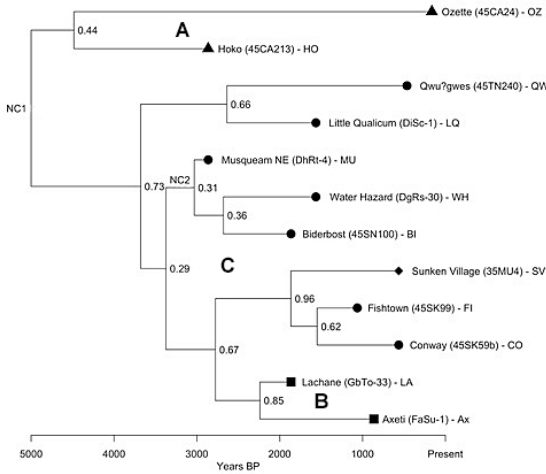 Ozette (45CA24) - OZ
0.44
A
Hoko (45CA213) - HO
Qwu?gwes (45TN240) - QW
NC1
0.66
Little Qualicum (DiSc-1) - LQ
Musqueam NE (DhRt-4) - MU
NC2
0.73
0.31
Water Hazard (DgRs-30) - WH
0.36
Biderbost (45SN100) - BI
0.29
C
Sunken Village (35MU4) - SV
0.96
Fishtown (45SK99) - FI
0.62
Conway (45SK59b) - CO
0.67
Lachane (GbTo-33) - LA
0.85
B
Axeti (FaSu-1) - Ax
5000 4000 3000 2000 1000 Present
Years BP